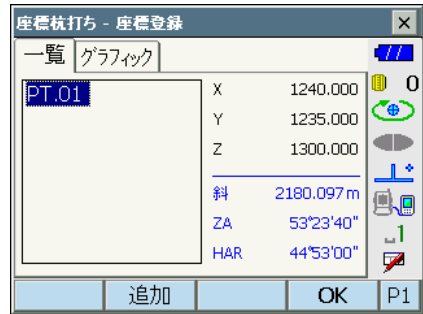 座標杭打ち - 座標登録
一覧 グラフィック
PT.01
X 1240.000
Y 1235.000
Z 1300.000
斜 2180.097m
ZA 53°23'40"
HAR 44°53'00"
0
1
追加 OK P1